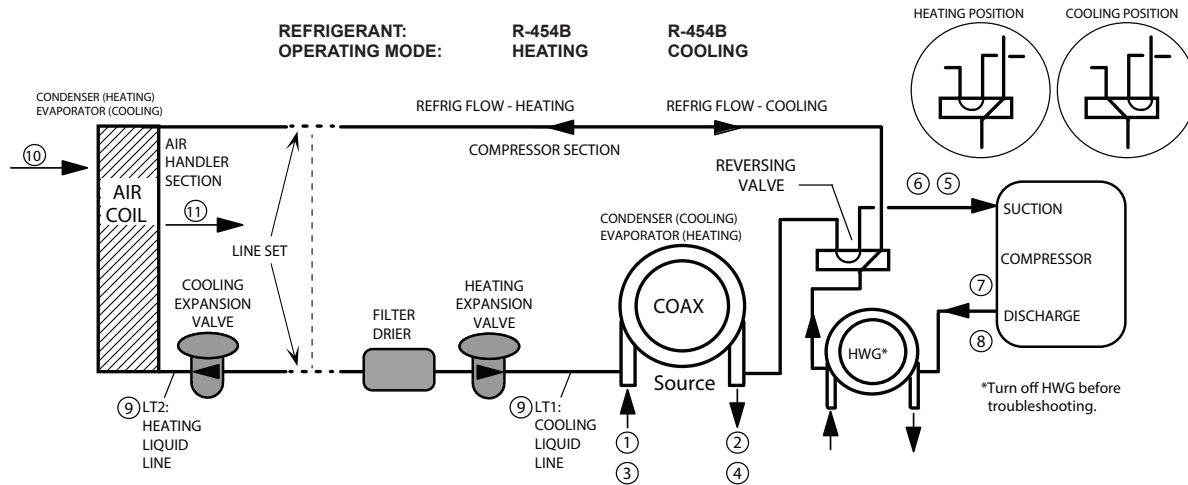 REFRIGERANT: R-454B R-454B
OPERATING MODE: HEATING COOLING
HEATING POSITION
COOLING POSITION
CONDENSER (HEATING)
EVAPORATOR (COOLING)
REFRIG FLOW - HEATING
REFRIG FLOW - COOLING
COMPRESSOR SECTION
10
AIR
HANDLER
SECTION
AIR
COIL
11
LINE SET
REVERSING
VALVE
6 5
SUCTION
COMPRESSOR
7
DISCHARGE
8
CONDENSER (COOLING)
EVAPORATOR (HEATING)
COAX
Source
COOLING
EXPANSION
VALVE
FILTER
DRIER
HEATING
EXPANSION
VALVE
HWG*
*Turn off HWG before
troubleshooting.
9 LT2:
HEATING
LIQUID
LINE
9 LT1:
COOLING
LIQUID
LINE
1
3
2
4